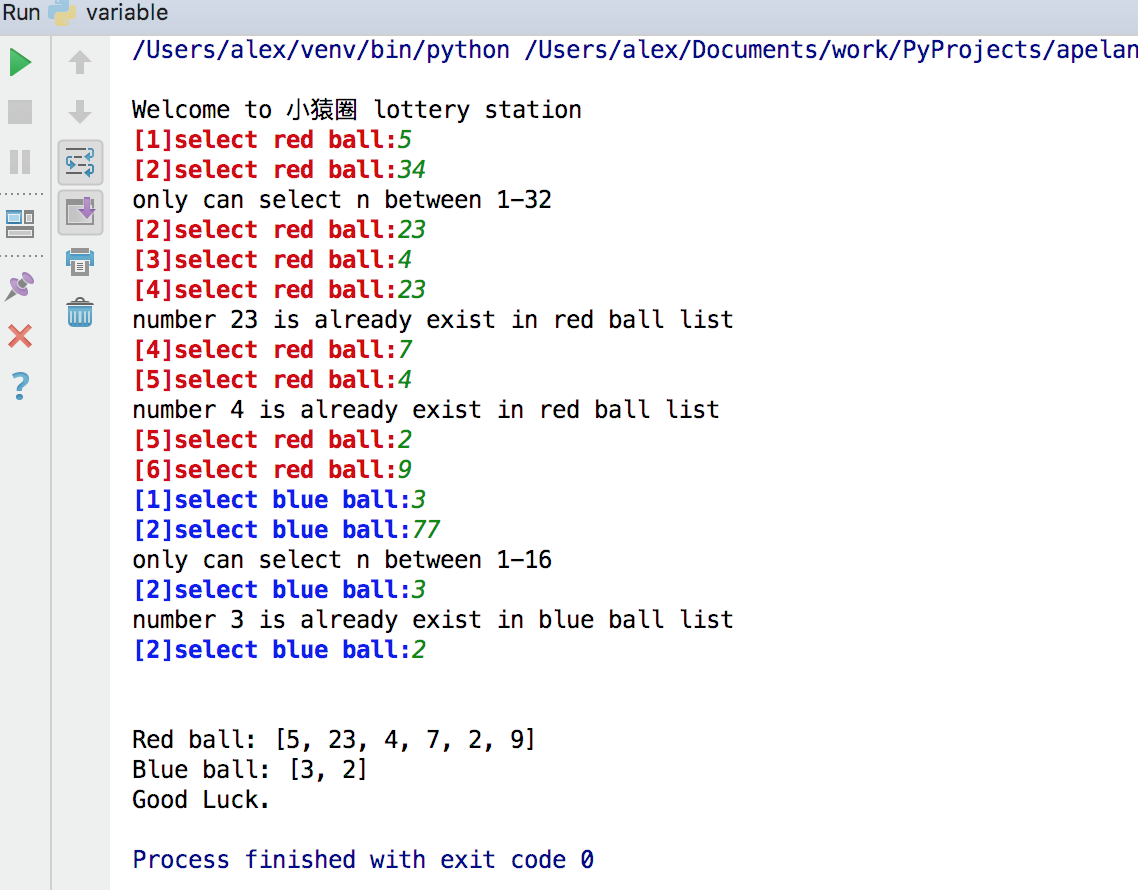 Run variable
/Users/alex/venv/bin/python /Users/alex/Documents/work/PyProjects/apelan
Welcome to 小猿圈 lottery station
[1]select red ball:5
[2]select red ball:34
only can select n between 1-32
[2]select red ball:23
[3]select red ball:4
[4]select red ball:23
number 23 is already exist in red ball list
[4]select red ball:7
[5]select red ball:4
number 4 is already exist in red ball list
[5]select red ball:2
[6]select red ball:9
[1]select blue ball:3
[2]select blue ball:77
only can select n between 1-16
[2]select blue ball:3
number 3 is already exist in blue ball list
[2]select blue ball:2
Red ball: [5, 23, 4, 7, 2, 9]
Blue ball: [3, 2]
Good Luck.
Process finished with exit code 0